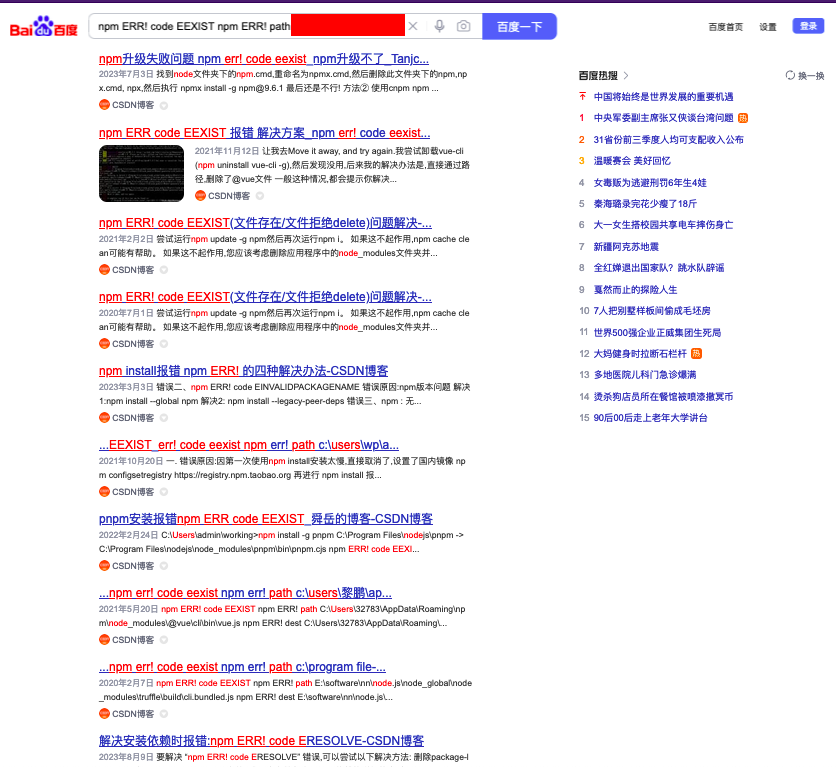 Bai du 百度
npm ERR! code EEXIST npm ERR! path
百度一下
百度首页 设置 登录
npm升级失败问题 npm err! code eexist_npm升级不了_Tanjc...
2023年7月3日 找到node文件夹下的npm.cmd,重命名为npmx.cmd,然后删除此文件夹下的npm,np
x.cmd, npx,然后执行 npmx install -g npm@9.6.1 最后还是不行! 方法② 使用cnpm npm ...
CSDN博客
npm ERR code EEXIST 报错 解决方案_npm err! code eexist...
2021年11月12日 让我去Move it away, and try again.我尝试卸载vue-cli
(npm uninstall vue-cli -g),然后发现没用,后来我的解决办法是,直接通过路
径,删除了@vue文件 一般这种情况,都会提示你解决...
CSDN博客
npm ERR! code EEXIST(文件存在/文件拒绝delete)问题解决-...
2021年2月2日 尝试运行npm update -g npm然后再次运行npm i。 如果这不起作用,npm cache cle
an可能有帮助。 如果这不起作用,您应该考虑删除应用程序中的node_modules文件夹并...
CSDN博客
npm ERR! code EEXIST(文件存在/文件拒绝delete)问题解决-...
2020年7月1日 尝试运行npm update -g npm然后再次运行npm i。 如果这不起作用,npm cache cle
an可能有帮助。 如果这不起作用,您应该考虑删除应用程序中的node_modules文件夹并...
CSDN博客
npm install报错 npm ERR! 的四种解决办法-CSDN博客
2023年3月3日 错误二、npm ERR! code EINVALIDPACKAGENAME 错误原因:npm版本问题 解决
1:npm install --global npm 解决2: npm install --legacy-peer-deps 错误三、npm : 无...
CSDN博客
...EEXIST_err! code eexist npm err! path c:\users\wp\a...
2021年10月20日 一. 错误原因:因第一次使用npm install安装太慢,直接取消了,设置了国内镜像 np
m configsetregistry https://registry.npm.taobao.org 再进行 npm install 报...
CSDN博客
pnpm安装报错npm ERR code EEXIST_舜岳的博客-CSDN博客
2022年2月24日 C:\Users\admin\working>npm install -g pnpm C:\Program Files\nodejs\pnpm ->
C:\Program Files\nodejs\node_modules\pnpm\bin\pnpm.cjs npm ERR! code EEXI...
CSDN博客
...npm err! code eexist npm err! path c:\users\黎鹏\ap...
2021年5月20日 npm ERR! code EEXIST npm ERR! path C:\Users\32783\AppData\Roaming\np
m\node_modules\@vue\cli\bin\vue.js npm ERR! dest C:\Users\32783\AppData\Roaming\...
CSDN博客
...npm err! code eexist npm err! path c:\program file-...
2020年2月7日 npm ERR! code EEXIST npm ERR! path E:\software\nn\node.js\node_global\node
_modules\truffle\build\cli.bundled.js npm ERR! dest E:\software\nn\node.js\...
CSDN博客
解决安装依赖时报错:npm ERR! code ERESOLVE-CSDN博客
2023年8月9日 要解决 “npm ERR! code ERESOLVE” 错误,可以尝试以下解决方法: 删除package-l
百度热搜 换一换
中国将始终是世界发展的重要机遇
1 中央军委副主席张又侠谈台湾问题 热
2 31省份前三季度人均可支配收入公布
3 温暖赛会 美好回忆
4 女毒贩为逃避刑罚6年生4娃
5 秦海璐录完花少瘦了18斤
6 大一女生搭校园共享电车摔伤身亡
7 新疆阿克苏地震
8 全红婵退出国家队？跳水队辟谣
9 戛然而止的探险人生
10 7人把别墅样板间偷成毛坯房
11 世界500强企业正威集团生死局
12 大妈健身时拉断石栏杆 热
13 多地医院儿科门急诊爆满
14 烫杀狗店员所在餐馆被喷漆撒冥币
15 90后00后走上老年大学讲台